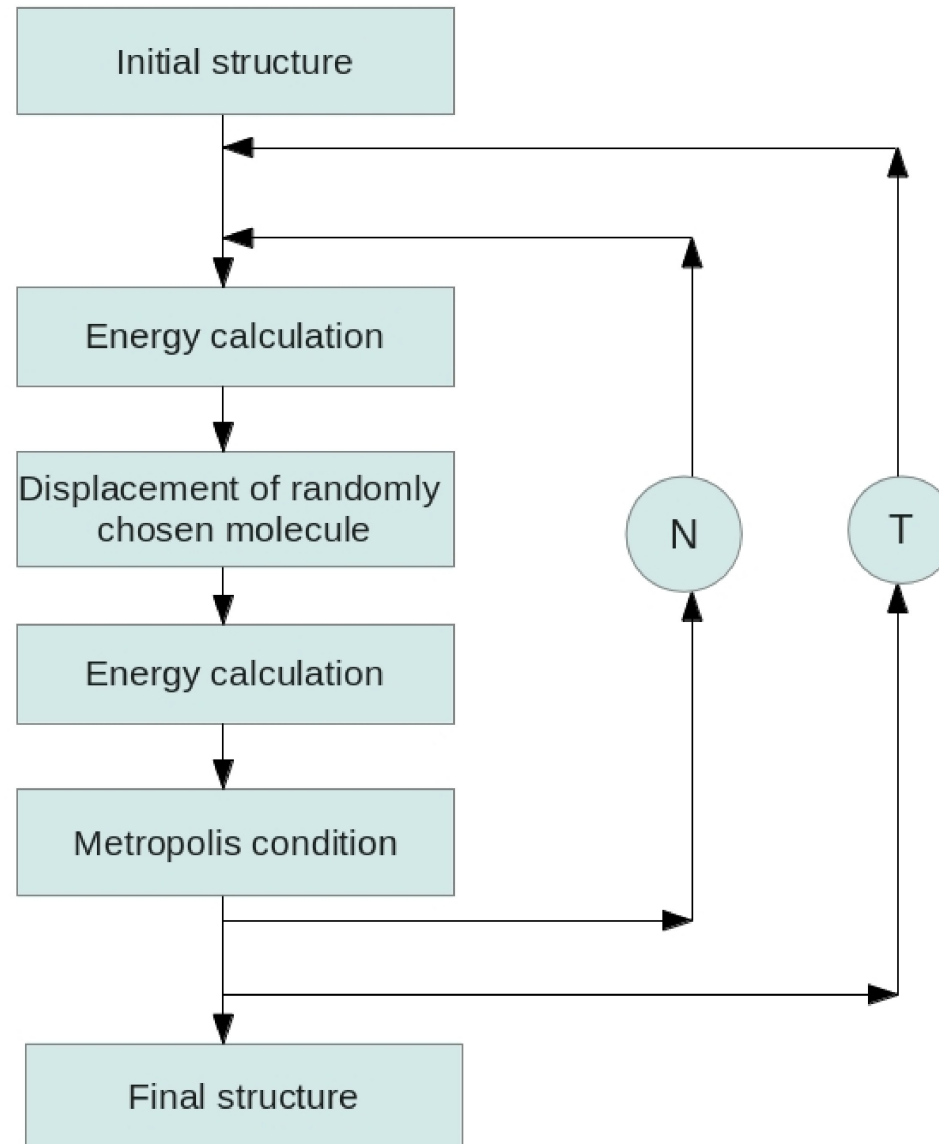 Initial structure
Energy calculation
Displacement of randomly
chosen molecule
N
T
Energy calculation
Metropolis condition
Final structure